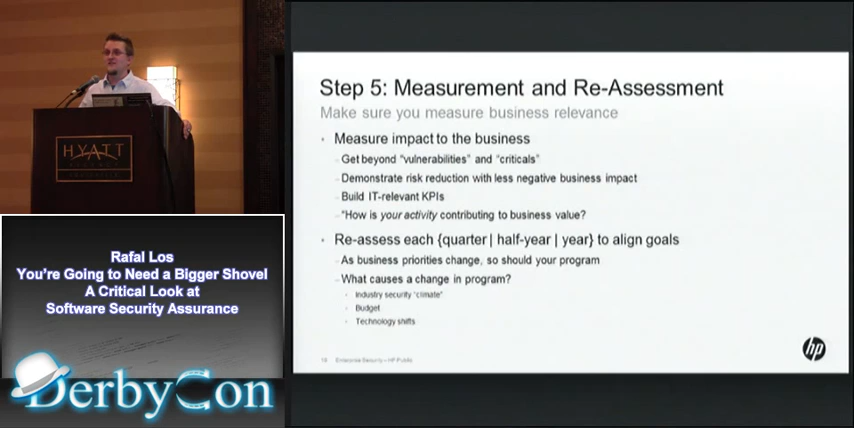 HYATT
Rafal Los
You're Going to Need a Bigger Shovel
A Critical Look at
Software Security Assurance
DerbyCon
Step 5: Measurement and Re-Assessment
Make sure you measure business relevance
• Measure impact to the business
- Get beyond "vulnerabilities" and "criticals"
- Demonstrate risk reduction with less negative business impact
- Build IT-relevant KPIs
- "How is your activity contributing to business value?
• Re-assess each {quarter | half-year | year} to align goals
- As business priorities change, so should your program
- What causes a change in program?
• Industry security "climate"
• Budget
• Technology shifts
Enterprise Security – HP Public
hp